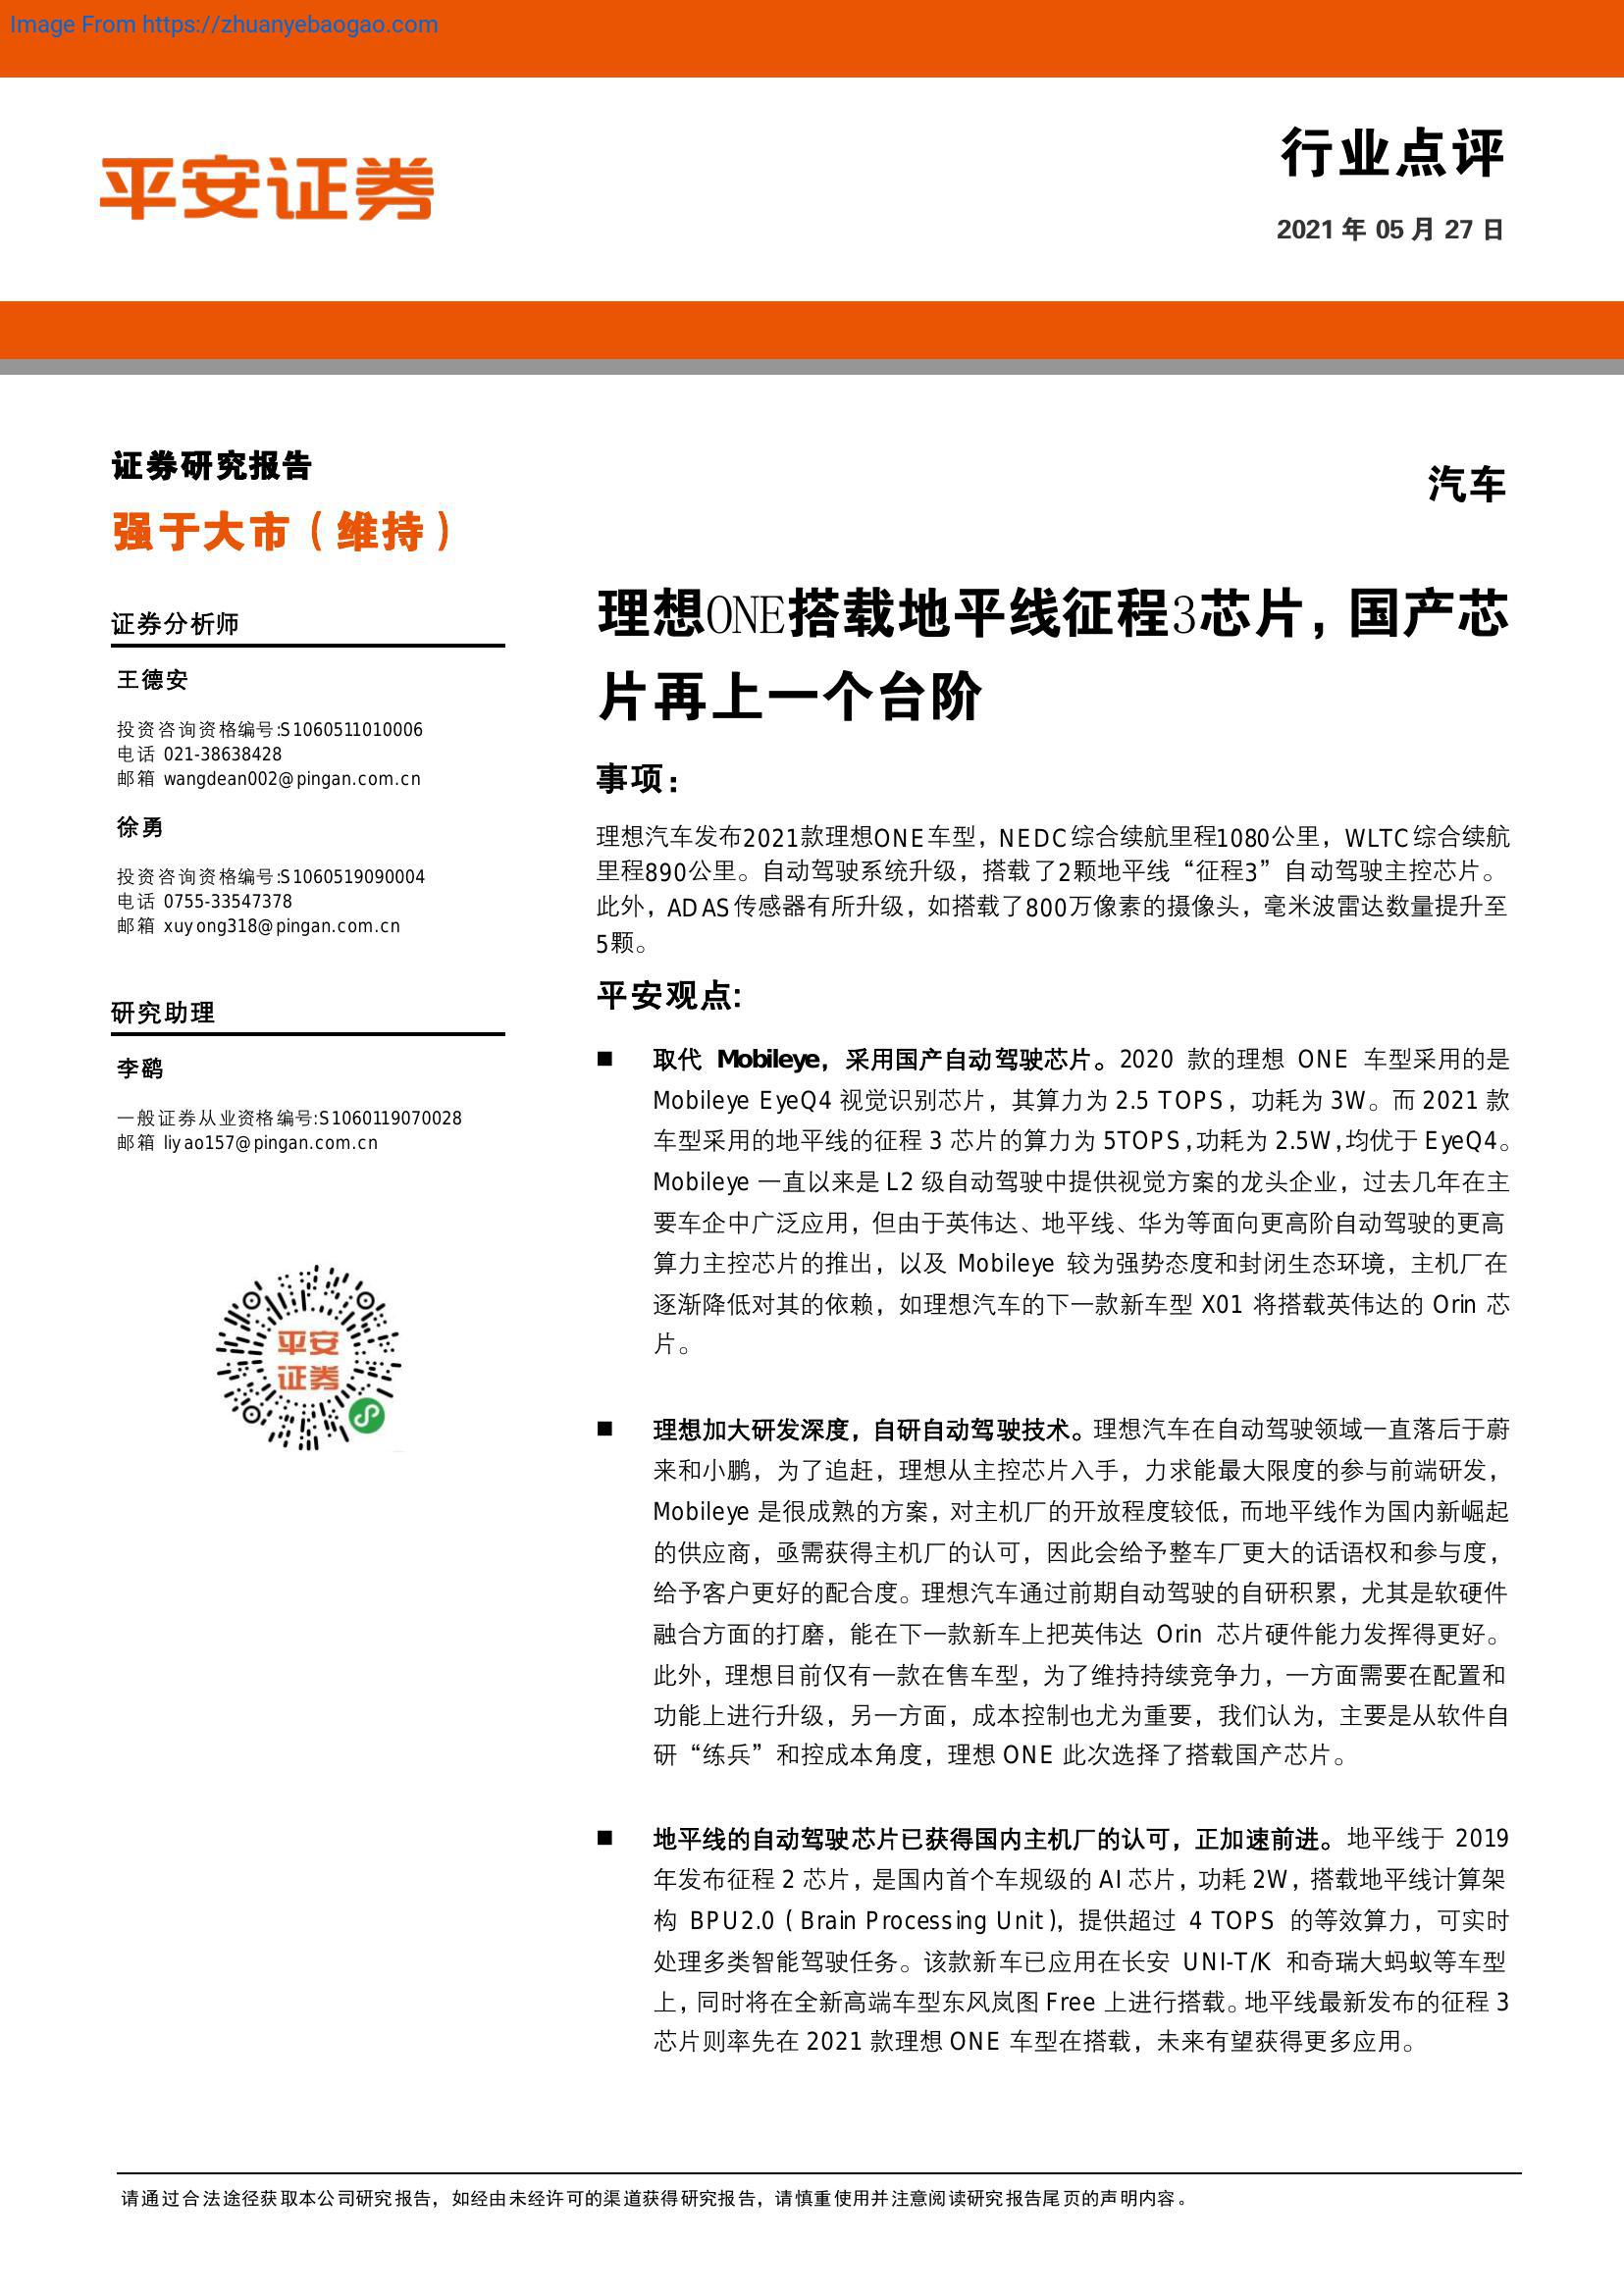 Image From https://zhuanyebaogao.com
平安证券
行业点评
2021 年 05 月 27 日
证券研究报告
强于大市（维持）
证券分析师
王德安
投资咨询资格编号:S1060511010006
电话 021-38638428
邮箱 wangdean002@pingan.com.cn
徐勇
投资咨询资格编号:S1060519090004
电话 0755-33547378
邮箱 xuyong318@pingan.com.cn
研究助理
李鹞
一般证券从业资格编号:S1060119070028
邮箱 liyao157@pingan.com.cn
平安
证券
汽车
理想ONE搭载地平线征程3芯片，国产芯
片再上一个台阶
事项：
理想汽车发布2021款理想ONE车型，NEDC综合续航里程1080公里，WLTC综合续航
里程890公里。自动驾驶系统升级，搭载了2颗地平线“征程3”自动驾驶主控芯片。
此外，ADAS传感器有所升级，如搭载了800万像素的摄像头，毫米波雷达数量提升至
5颗。
平安观点:
■ 取代 Mobileye，采用国产自动驾驶芯片。2020 款的理想 ONE 车型采用的是
Mobileye EyeQ4 视觉识别芯片，其算力为 2.5 TOPS，功耗为 3W。而 2021 款
车型采用的地平线的征程 3 芯片的算力为 5TOPS,功耗为 2.5W,均优于 EyeQ4。
Mobileye 一直以来是 L2 级自动驾驶中提供视觉方案的龙头企业，过去几年在主
要车企中广泛应用，但由于英伟达、地平线、华为等面向更高阶自动驾驶的更高
算力主控芯片的推出，以及 Mobileye 较为强势态度和封闭生态环境，主机厂在
逐渐降低对其的依赖，如理想汽车的下一款新车型 X01 将搭载英伟达的 Orin 芯
片。
■ 理想加大研发深度，自研自动驾驶技术。理想汽车在自动驾驶领域一直落后于蔚
来和小鹏，为了追赶，理想从主控芯片入手，力求能最大限度的参与前端研发，
Mobileye 是很成熟的方案，对主机厂的开放程度较低，而地平线作为国内新崛起
的供应商，亟需获得主机厂的认可，因此会给予整车厂更大的话语权和参与度，
给予客户更好的配合度。理想汽车通过前期自动驾驶的自研积累，尤其是软硬件
融合方面的打磨，能在下一款新车上把英伟达 Orin 芯片硬件能力发挥得更好。
此外，理想目前仅有一款在售车型，为了维持持续竞争力，一方面需要在配置和
功能上进行升级，另一方面，成本控制也尤为重要，我们认为，主要是从软件自
研“练兵”和控成本角度，理想 ONE 此次选择了搭载国产芯片。
■ 地平线的自动驾驶芯片已获得国内主机厂的认可，正加速前进。地平线于 2019
年发布征程 2 芯片，是国内首个车规级的 AI 芯片，功耗 2W，搭载地平线计算架
构 BPU2.0（Brain Processing Unit），提供超过 4 TOPS 的等效算力，可实时
处理多类智能驾驶任务。该款新车已应用在长安 UNI-T/K 和奇瑞大蚂蚁等车型
上，同时将在全新高端车型东风岚图 Free 上进行搭载。地平线最新发布的征程 3
芯片则率先在 2021 款理想 ONE 车型在搭载，未来有望获得更多应用。
请通过合法途径获取本公司研究报告，如经由未经许可的渠道获得研究报告，请慎重使用并注意阅读研究报告尾页的声明内容。